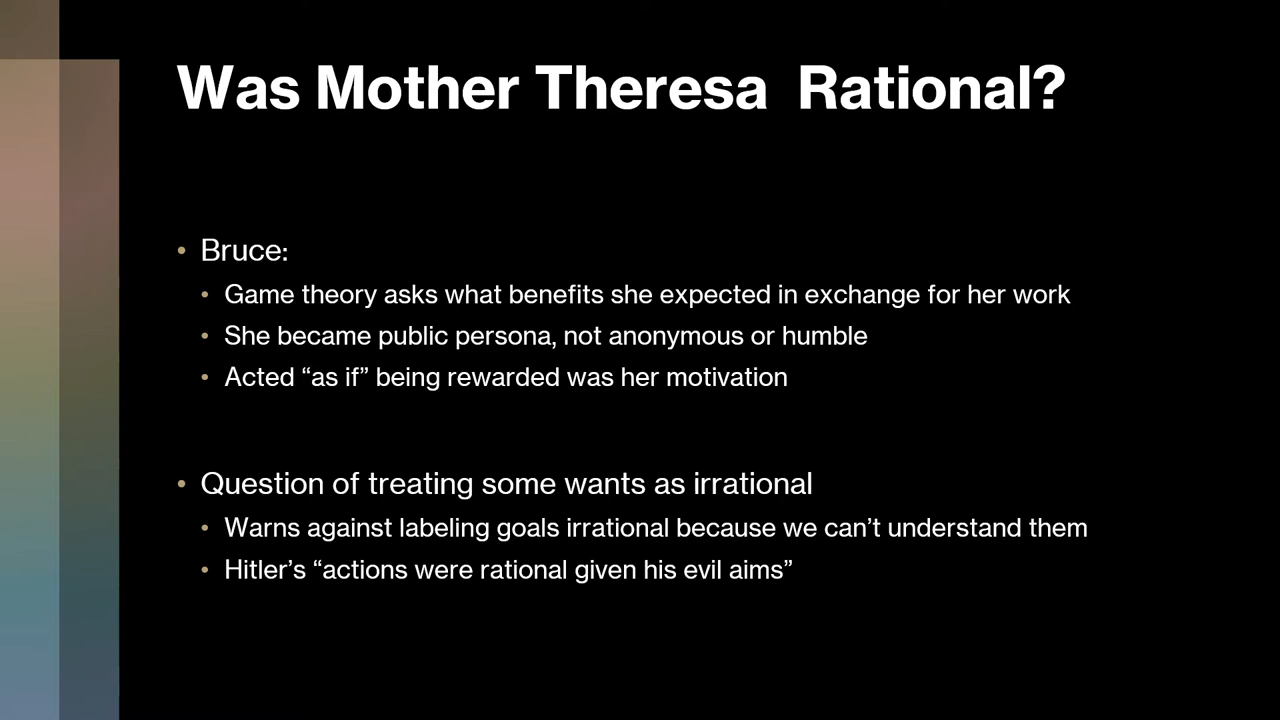 Was Mother Theresa  Rational?
• Bruce:
• Game theory asks what benefits she expected in exchange for her work
• She became public persona, not anonymous or humble
• Acted “as if” being rewarded was her motivation
• Question of treating some wants as irrational
• Warns against labeling goals irrational because we can’t understand them
• Hitler’s “actions were rational given his evil aims”